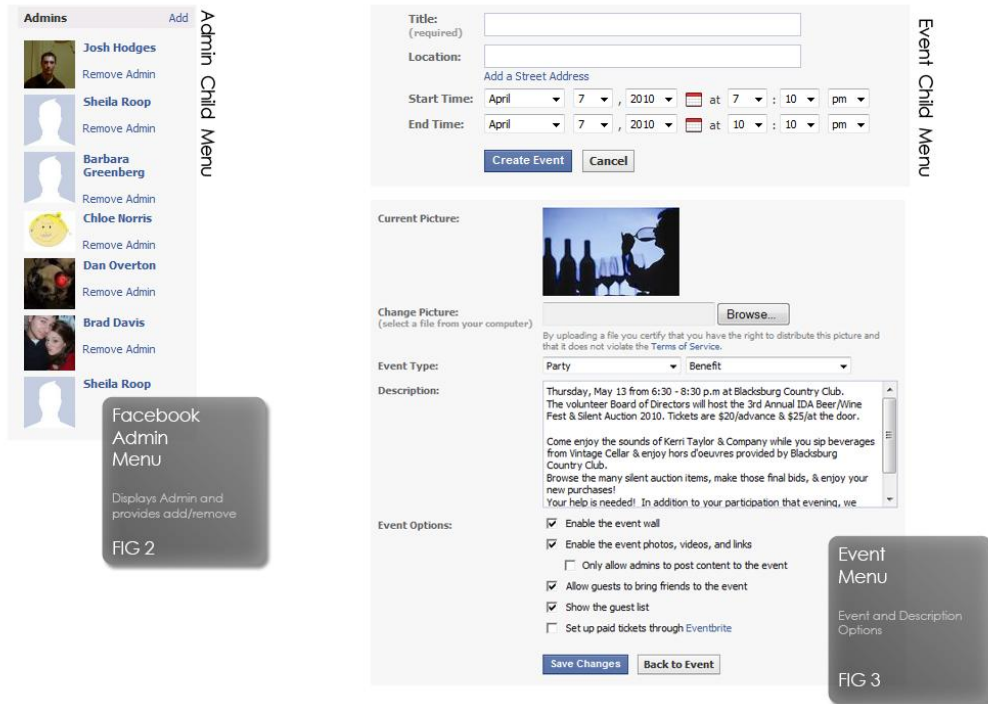 Admins Add
Josh Hodges
Remove Admin
Sheila Roop
Remove Admin
Barbara
Greenberg
Remove Admin
Chloe Norris
Remove Admin
Dan Overton
Remove Admin
Brad Davis
Remove Admin
Sheila Roop
Admin Child Menu
Facebook
Admin
Menu
Displays Admin and
provides add/remove
FIG 2
Title:
(required)
Location:
Add a Street Address
Start Time: April 7 , 2010 at 7 : 10 pm
End Time: April 7 , 2010 at 10 : 10 pm
Create Event Cancel
Event Child Menu
Current Picture:
Change Picture:
(select a file from your computer)
Browse...
By uploading a file you certify that you have the right to distribute this picture and
that it does not violate the Terms of Service.
Event Type: Party Benefit
Description:
Thursday, May 13 from 6:30 - 8:30 p.m at Blacksburg Country Club.
The volunteer Board of Directors will host the 3rd Annual IDA Beer/Wine
Fest & Silent Auction 2010. Tickets are $20/advance & $25/at the door.
Come enjoy the sounds of Kerri Taylor & Company while you sip beverages
from Vintage Cellar & enjoy hors d'oeuvres provided by Blacksburg
Country Club.
Browse the many silent auction items, make those final bids, & enjoy your
new purchases!
Your help is needed! In addition to your participation that evening, we
Event Options:
Enable the event wall
Enable the event photos, videos, and links
Only allow admins to post content to the event
Allow guests to bring friends to the event
Show the guest list
Set up paid tickets through Eventbrite
Save Changes Back to Event
Event
Menu
Event and Description
Options
FIG 3